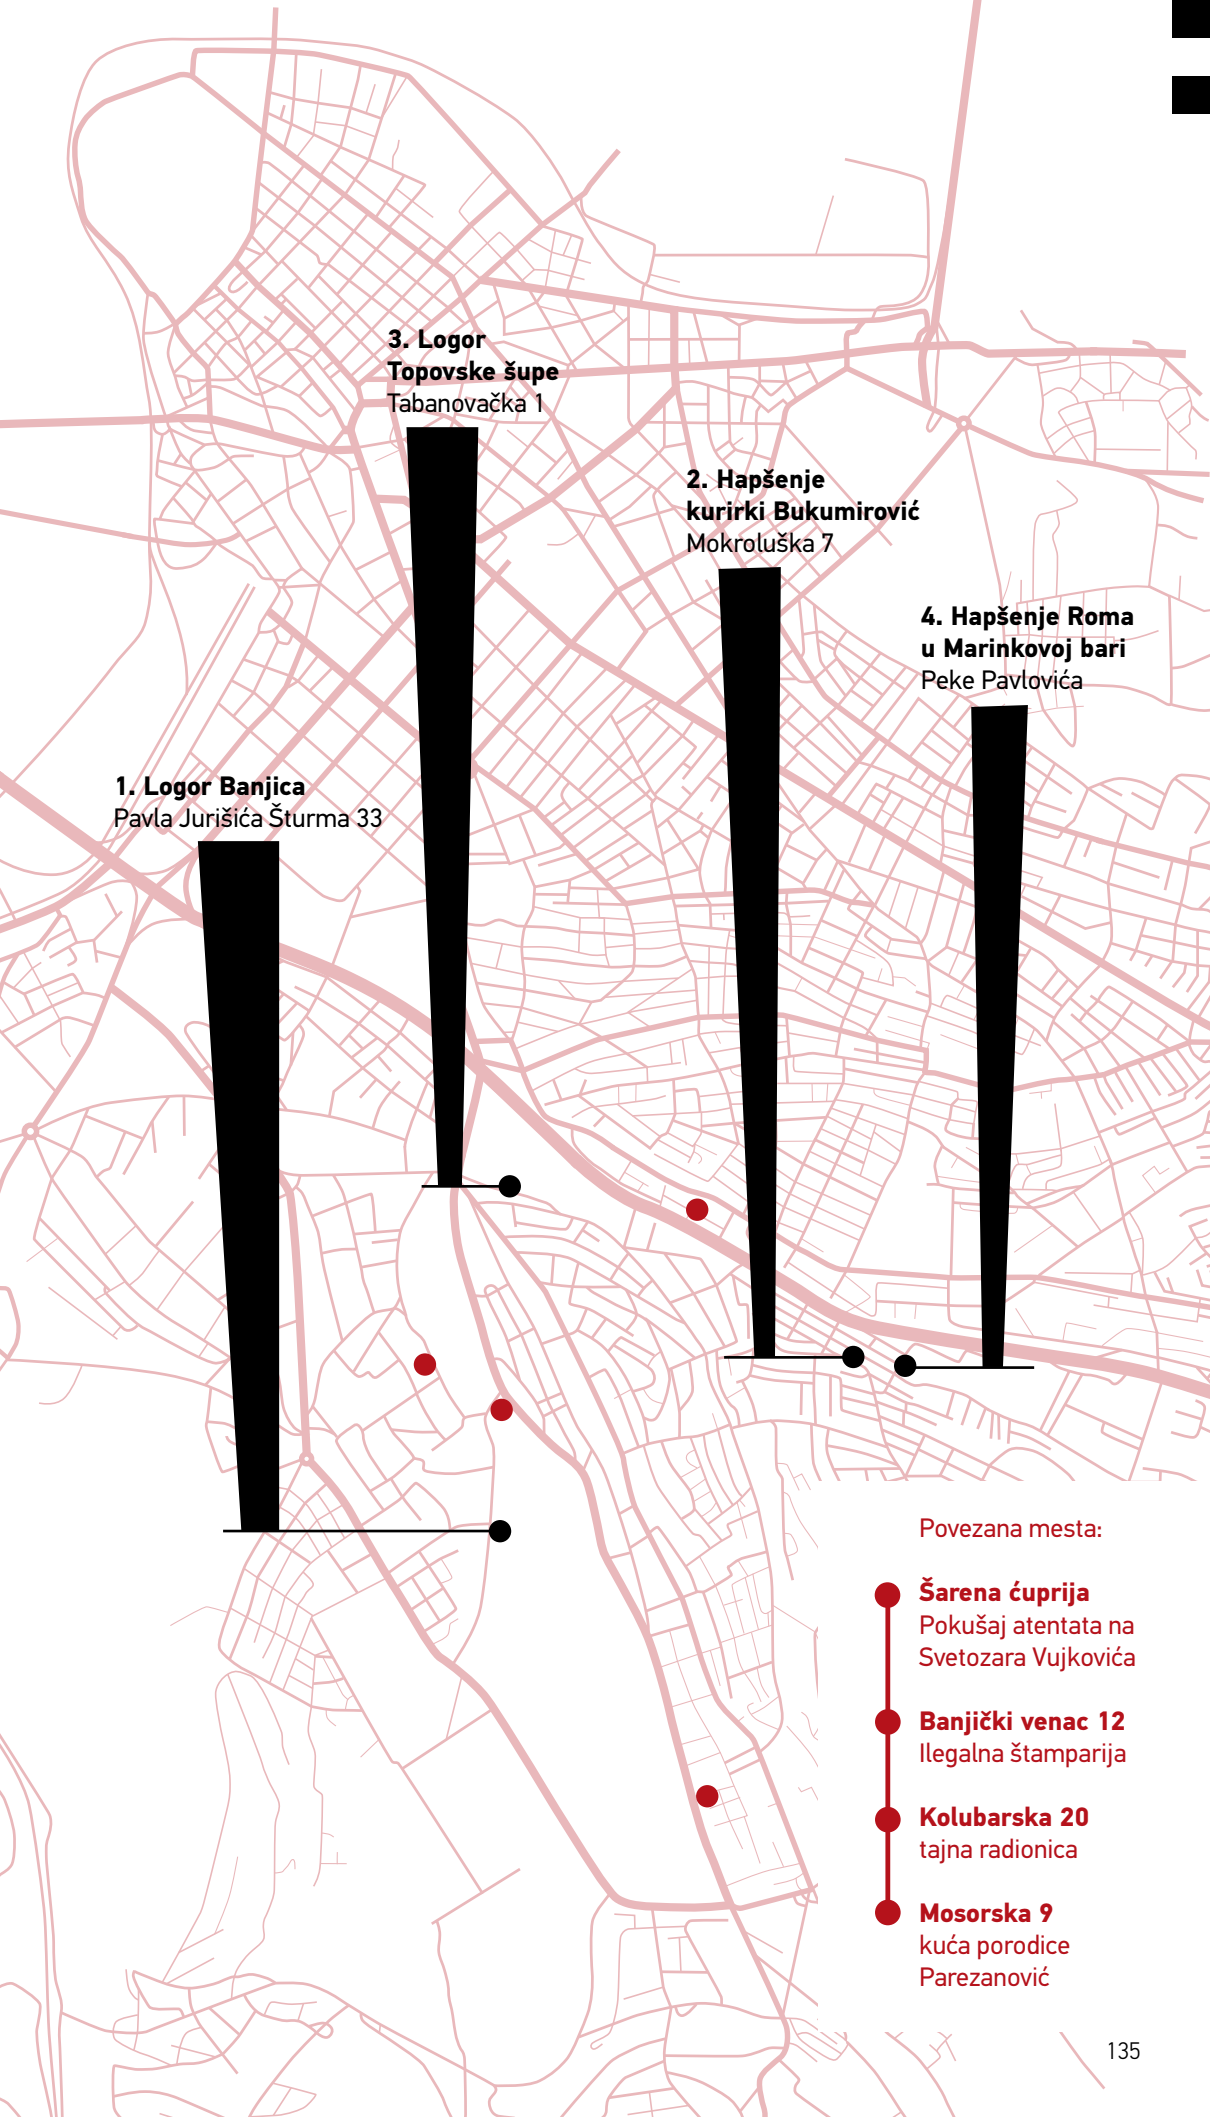 3. Logor
Topovske šupe
Tabanovačka 1
2. Hapšenje
kurirki Bukumirović
Mokroluška 7
4. Hapšenje Roma
u Marinkovoj bari
Peke Pavlovića
1. Logor Banjica
Pavla Jurišića Šturma 33
Povezana mesta:
Šarena ćuprija
Pokušaj atentata na
Svetozara Vujkovića
Banjički venac 12
Ilegalna štamparija
Kolubarska 20
tajna radionica
Mosorska 9
kuća porodice
Parezanović
135